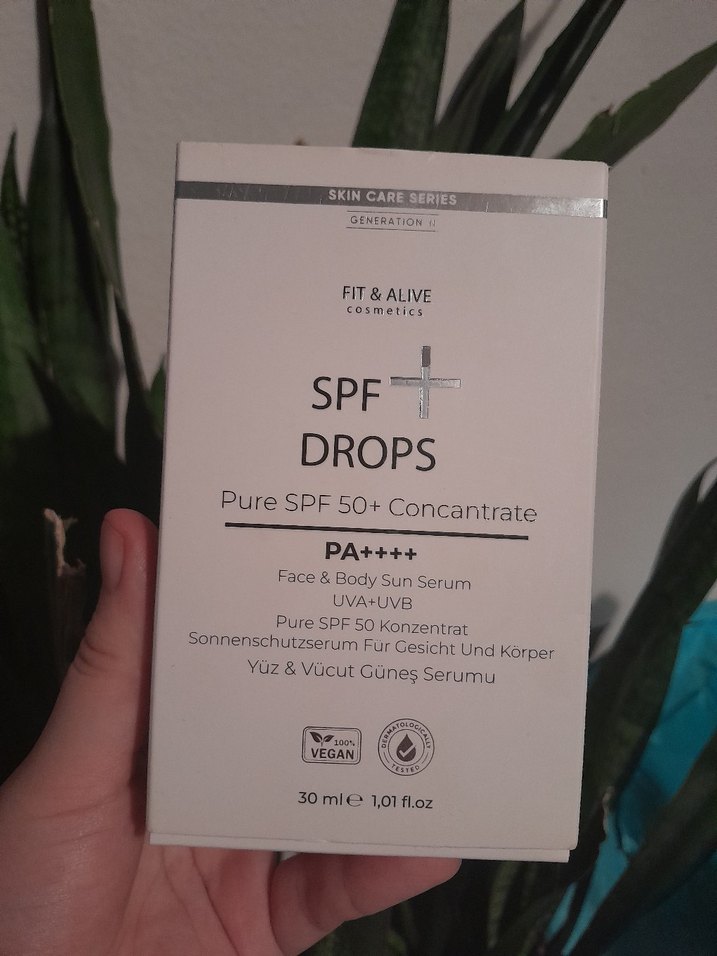 SKIN CARE SERIES
GENERATION II
FIT & ALIVE
cosmetics
SPF +
DROPS
Pure SPF 50+ Concantrate
PA++++
Face & Body Sun Serum
UVA+UVB
Pure SPF 50 Konzentrat
Sonnenschutzserum Für Gesicht Und Körper
Yüz & Vücut Güneş Serumu
100%
VEGAN
DERMATOLOGICALLY
TESTED
30 ml ℮ 1,01 fl.oz